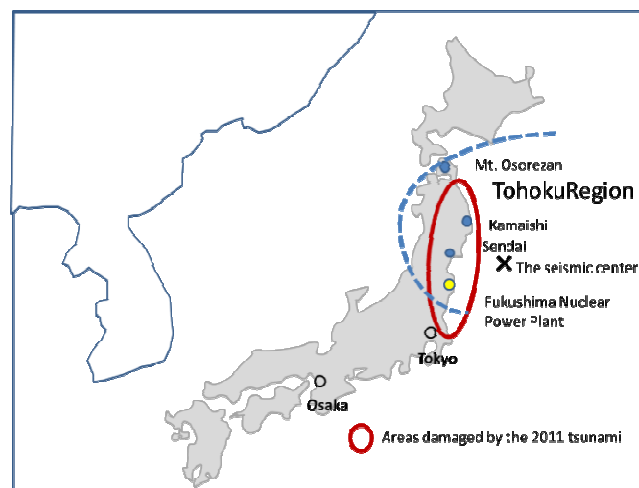 Mt. Osorezan
TohokuRegion
Kamaishi
Sendai
The seismic center
Fukushima Nuclear
Power Plant
Tokyo
Osaka
Areas damaged by the 2011 tsunami